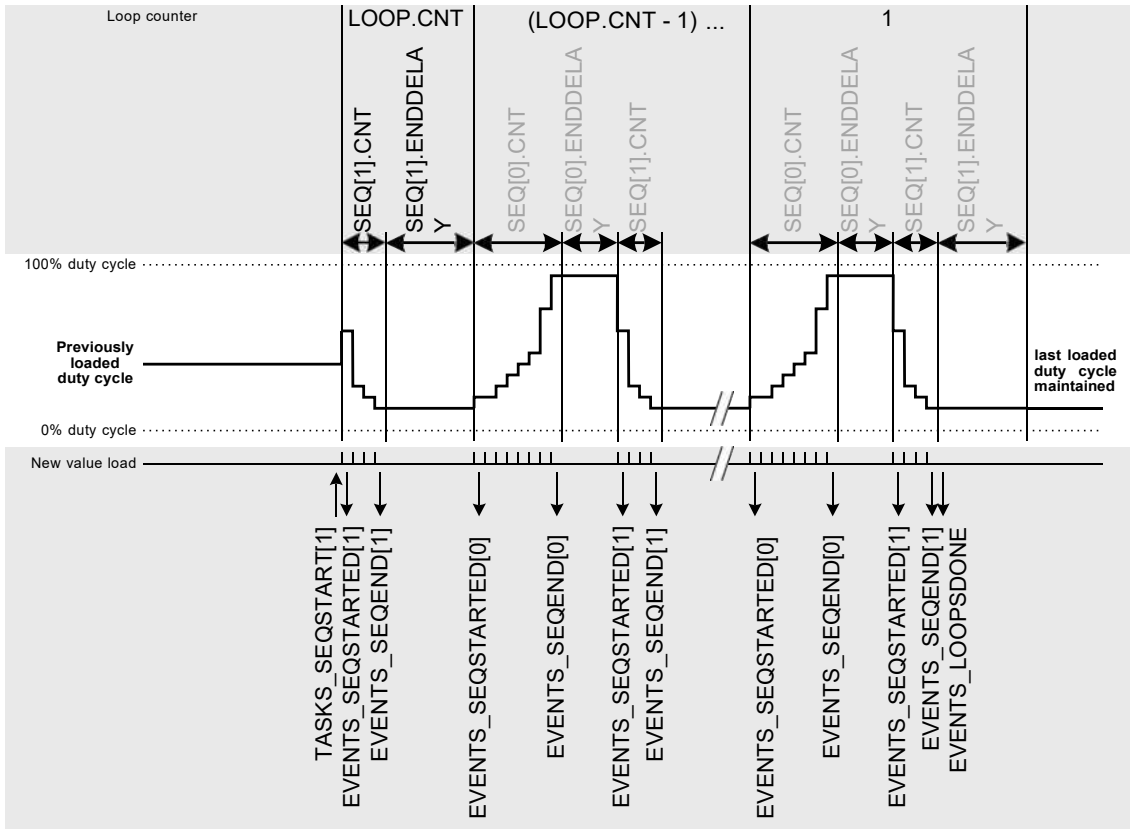 Loop counter
LOOP.CNT
(LOOP.CNT - 1) ...
1
SEQ[1].CNT
SEQ[1].ENDDELA
Y
SEQ[0].CNT
SEQ[0].ENDDELA
Y
SEQ[1].CNT
SEQ[0].CNT
SEQ[0].ENDDELA
Y
SEQ[1].CNT
SEQ[1].ENDDELA
Y
100% duty cycle
Previously
loaded
duty cycle
last loaded
duty cycle
maintained
0% duty cycle
New value load
TASKS_SEQSTART[1]
EVENTS_SEQSTARTED[1]
EVENTS_SEQEND[1]
EVENTS_SEQSTARTED[0]
EVENTS_SEQEND[0]
EVENTS_SEQSTARTED[1]
EVENTS_SEQEND[1]
EVENTS_SEQSTARTED[0]
EVENTS_SEQEND[0]
EVENTS_SEQSTARTED[1]
EVENTS_SEQEND[1]
EVENTS_LOOPSDONE